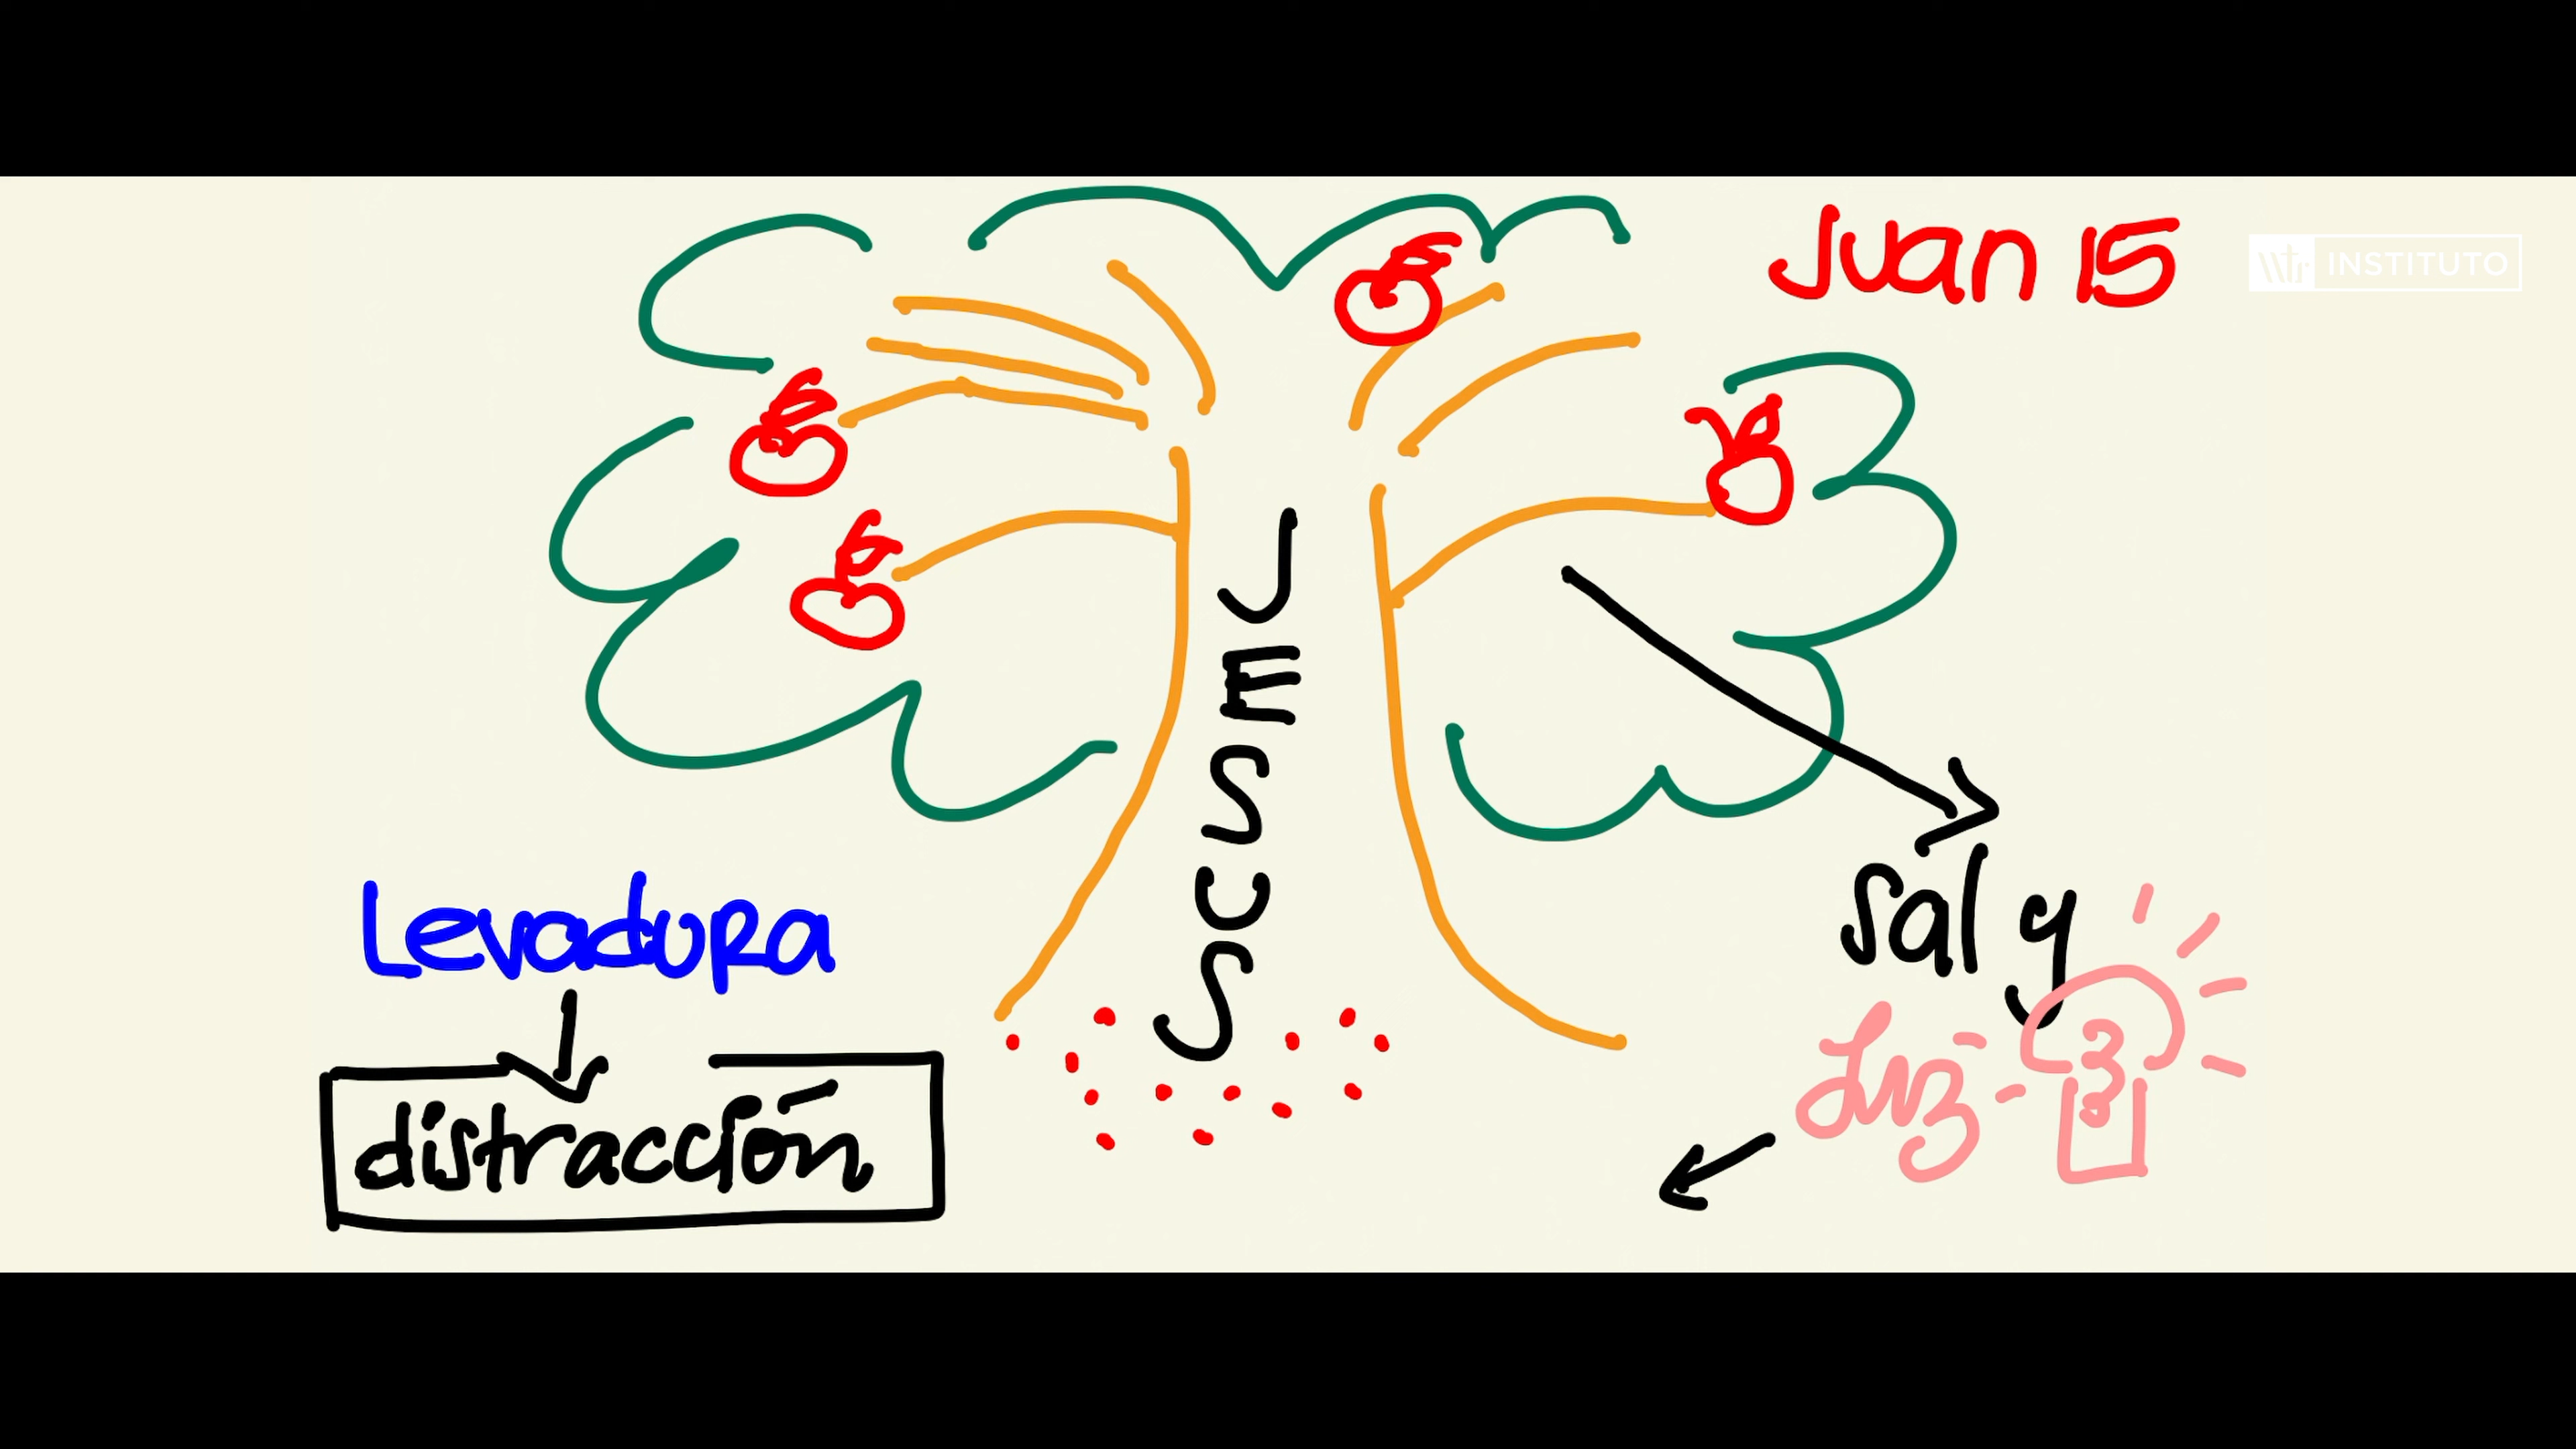 Juan 15
INSTITUTO
JESUS
Levadura
distracción
sal y
Luz